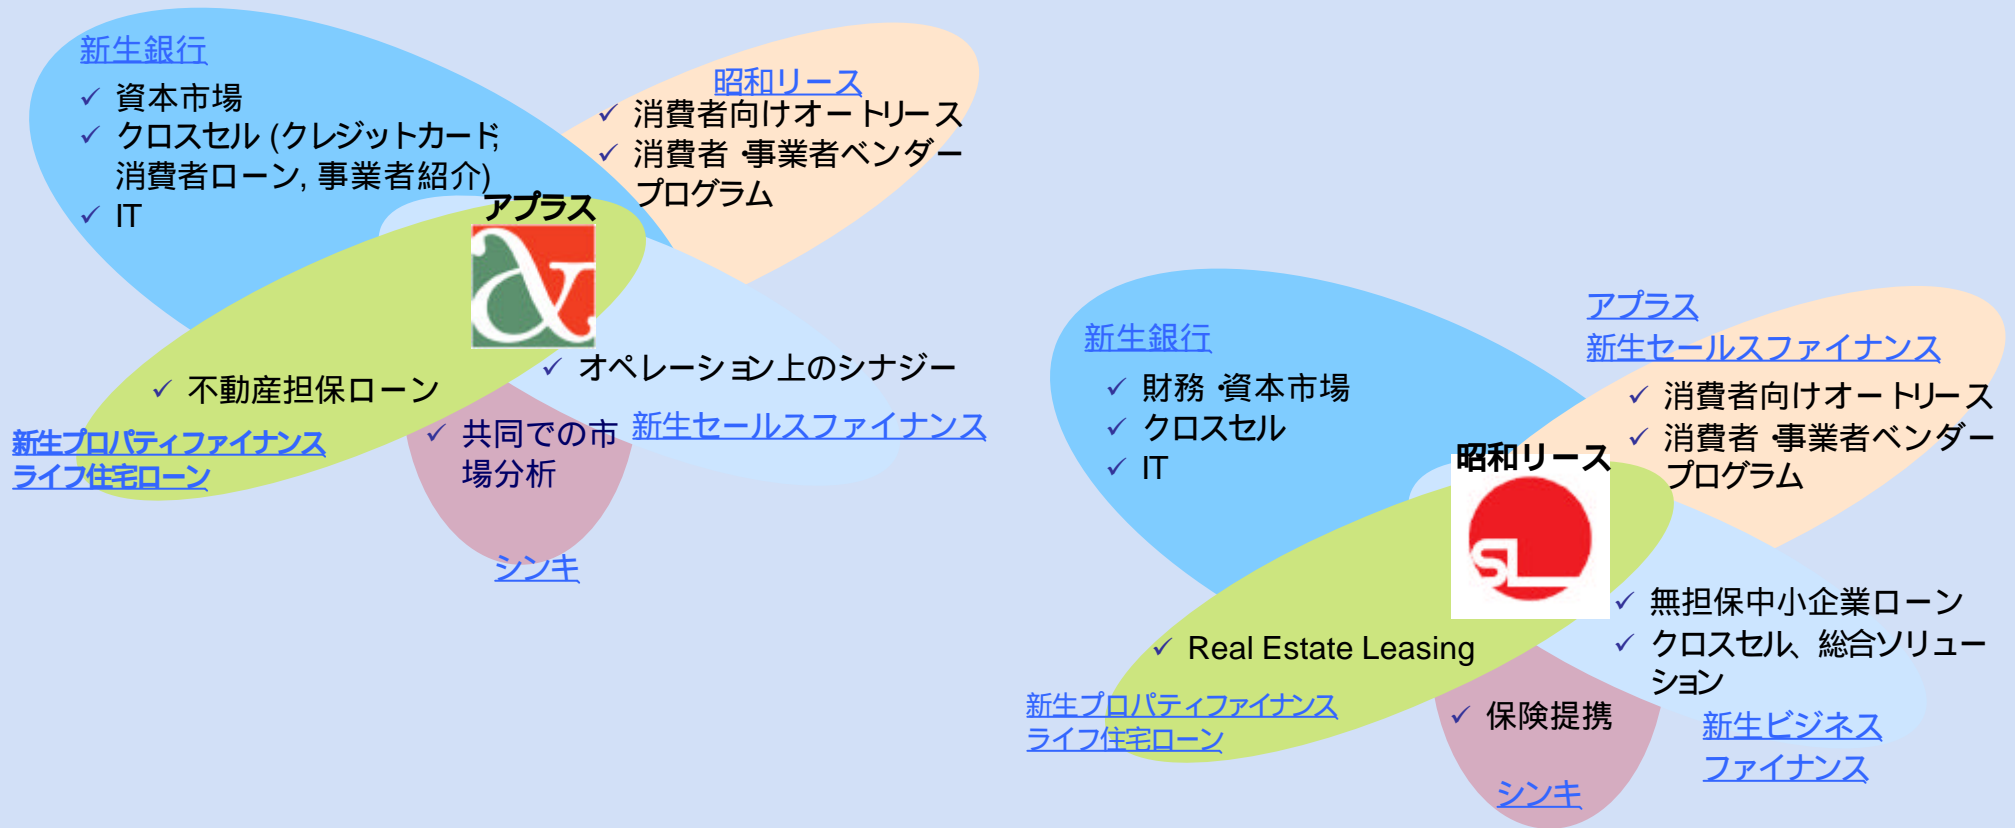 新生銀行
✓ 資本市場
✓ クロスセル (クレジットカード,
消費者ローン, 事業者紹介)
✓ IT
昭和リース
✓ 消費者向けオートリース
✓ 消費者・事業者ベンダー
プログラム
アプラス
✓ オペレーション上のシナジー
新生セールスファイナンス
✓ 不動産担保ローン
新生プロパティファイナンス
ライフ住宅ローン
✓ 共同での市
場分析
シンキ
新生銀行
✓ 財務・資本市場
✓ クロスセル
✓ IT
アプラス
新生セールスファイナンス
✓ 消費者向けオートリース
✓ 消費者・事業者ベンダー
プログラム
昭和リース
SL
✓ 無担保中小企業ローン
✓ クロスセル、総合ソリュー
ション
新生ビジネス
ファイナンス
✓ Real Estate Leasing
新生プロパティファイナンス
ライフ住宅ローン
✓ 保険提携
シンキ